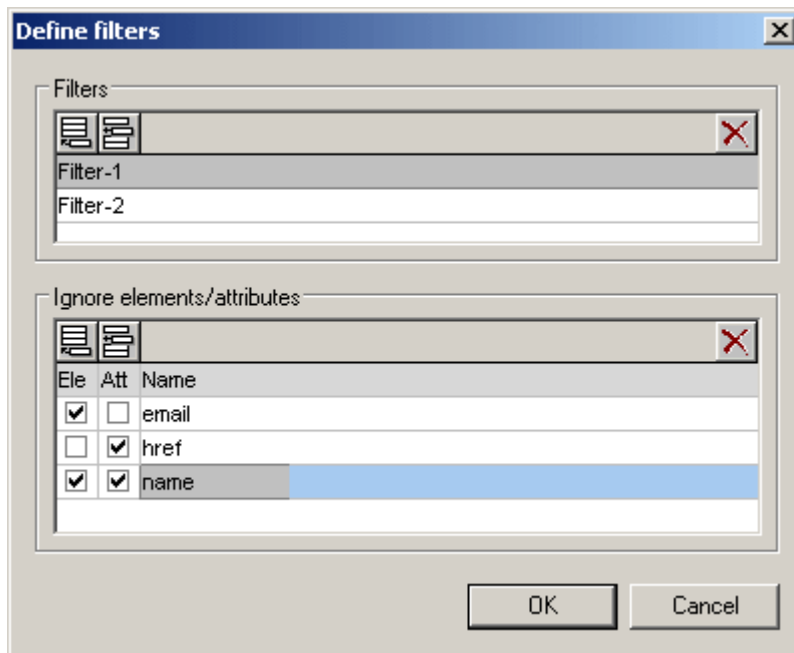 Define filters
Filters
Filter-1
Filter-2
Ignore elements/attributes
Ele Att Name
email
href
name
OK Cancel